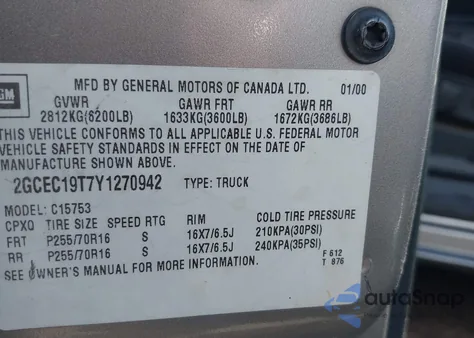 GM
MFD BY GENERAL MOTORS OF CANADA LTD. 01/00
GVWR GAWR FRT GAWR RR
2812KG(6200LB) 1633KG(3600LB) 1672KG(3686LB)
THIS VEHICLE CONFORMS TO ALL APPLICABLE U.S. FEDERAL MOTOR
VEHICLE SAFETY STANDARDS IN EFFECT ON THE DATE OF
MANUFACTURE SHOWN ABOVE.
2GCEC19T7Y1270942 TYPE: TRUCK
MODEL: C15753
CPXQ TIRE SIZE SPEED RTG RIM COLD TIRE PRESSURE
FRT P255/70R16 S 16X7/6.5J 210KPA(30PSI)
RR P255/70R16 S 16X7/6.5J 240KPA(35PSI)
SEE OWNER'S MANUAL FOR MORE INFORMATION.
F 612
T 876
autoSnap